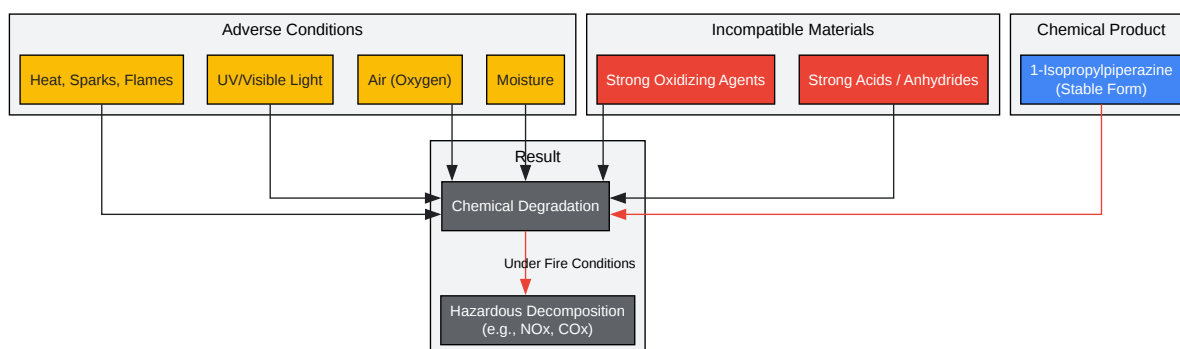 Adverse Conditions
Incompatible Materials
Chemical Product
Heat, Sparks, Flames
UV/Visible Light
Air (Oxygen)
Moisture
Strong Oxidizing Agents
Strong Acids / Anhydrides
1-Isopropylpiperazine
(Stable Form)
Result
Chemical Degradation
Under Fire Conditions
Hazardous Decomposition
(e.g., NOx, COx)